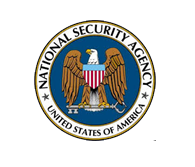 NATIONAL SECURITY AGENCY
UNITED STATES OF AMERICA